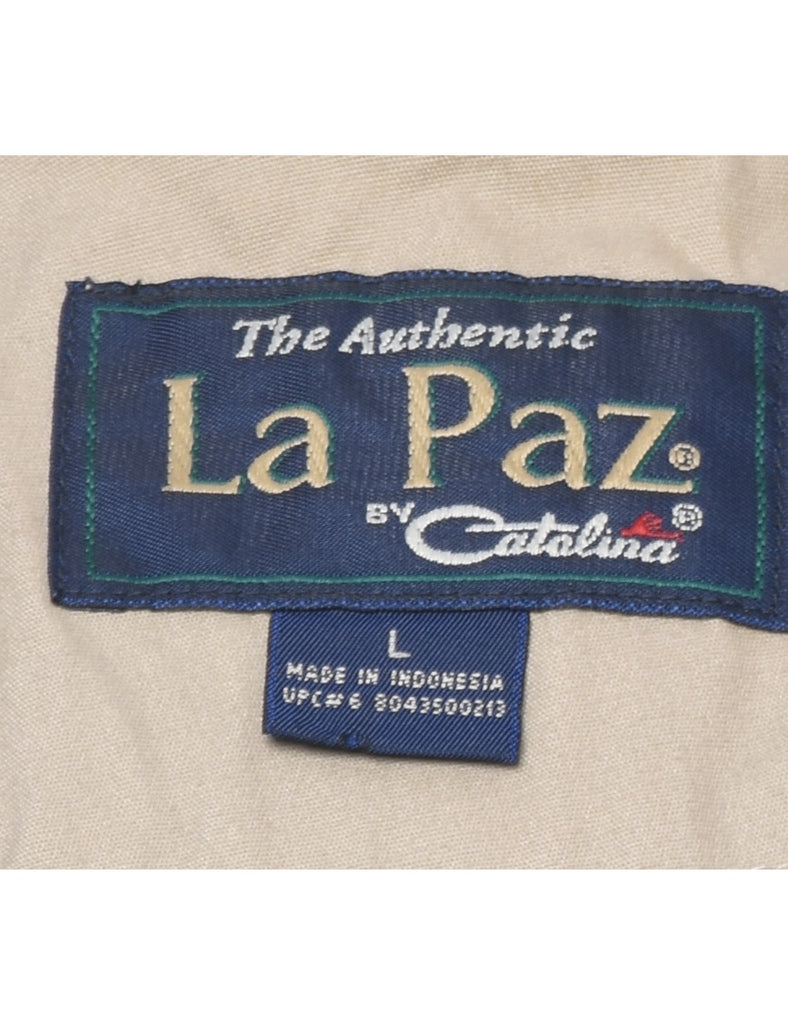 The Authentic
La Paz®
BY Catalina®
L
MADE IN INDONESIA
UPC# 6 8043500213